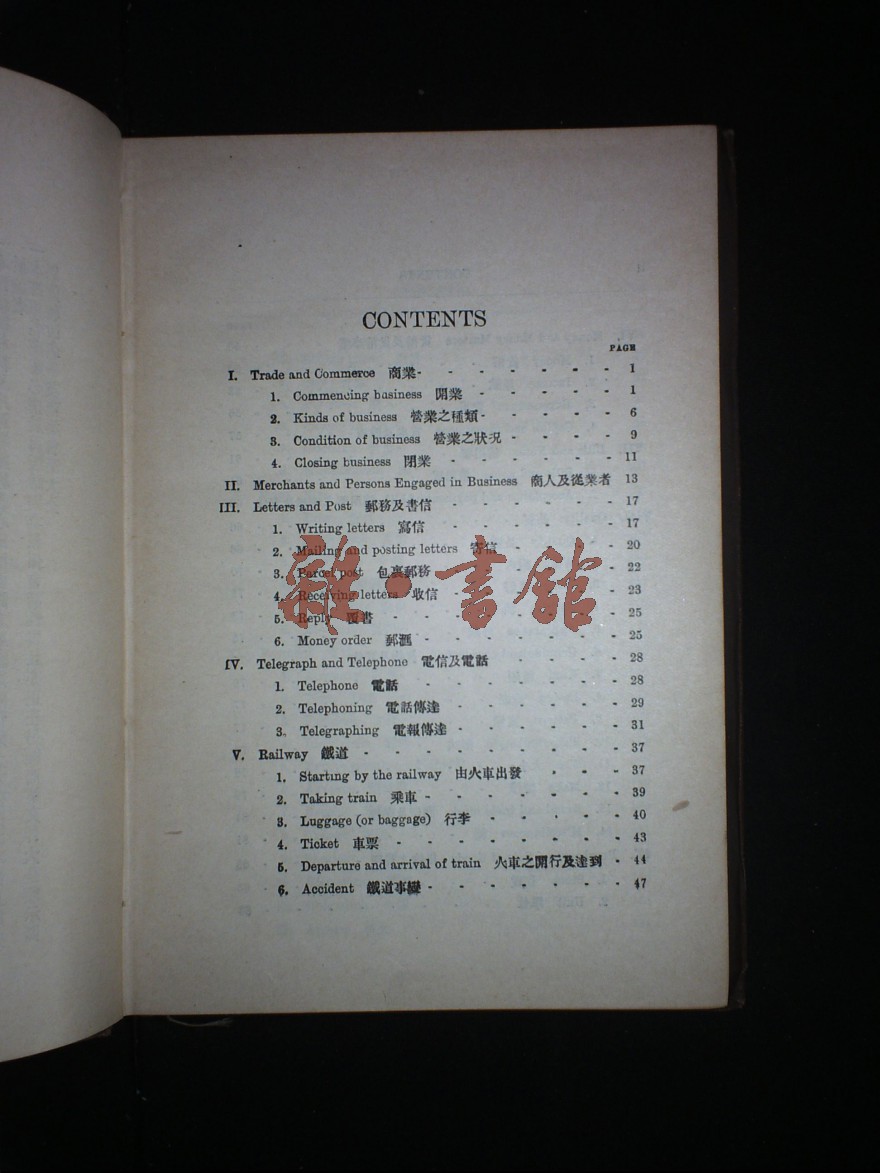 CONTENTS
PAGE
I. Trade and Commerce 商業 - - - - - - - 1
1. Commencing business 開業 - - - - - - 1
2. Kinds of business 營業之種類 - - - - - 6
3. Condition of business 營業之狀況 - - - - 9
4. Closing business 閉業 - - - - - - - 11
II. Merchants and Persons Engaged in Business 商人及從業者 13
III. Letters and Post 郵務及書信 - - - - - - 17
1. Writing letters 寫信 - - - - - - - 17
2. Mailing and posting letters 寄信 - - - - - 20
3. Parcel post 包裹郵務 - - - - - - - 22
4. Receiving letters 收信 - - - - - - - 23
5. Reply 覆書 - - - - - - - - 25
6. Money order 郵滙 - - - - - - - 25
IV. Telegraph and Telephone 電信及電話 - - - - 28
1. Telephone 電話 - - - - - - - - 28
2. Telephoning 電話傳達 - - - - - - 29
3. Telegraphing 電報傳達 - - - - - - 31
V. Railway 鐵道 - - - - - - - - - 37
1. Starting by the railway 由火車出發 - - - 37
2. Taking train 乘車 - - - - - - - 39
3. Luggage (or baggage) 行李 - - - - - 40
4. Ticket 車票 - - - - - - - - 43
5. Departure and arrival of train 火車之開行及達到 - 44
6. Accident 鐵道事變 - - - - - - - 47
雜·書館